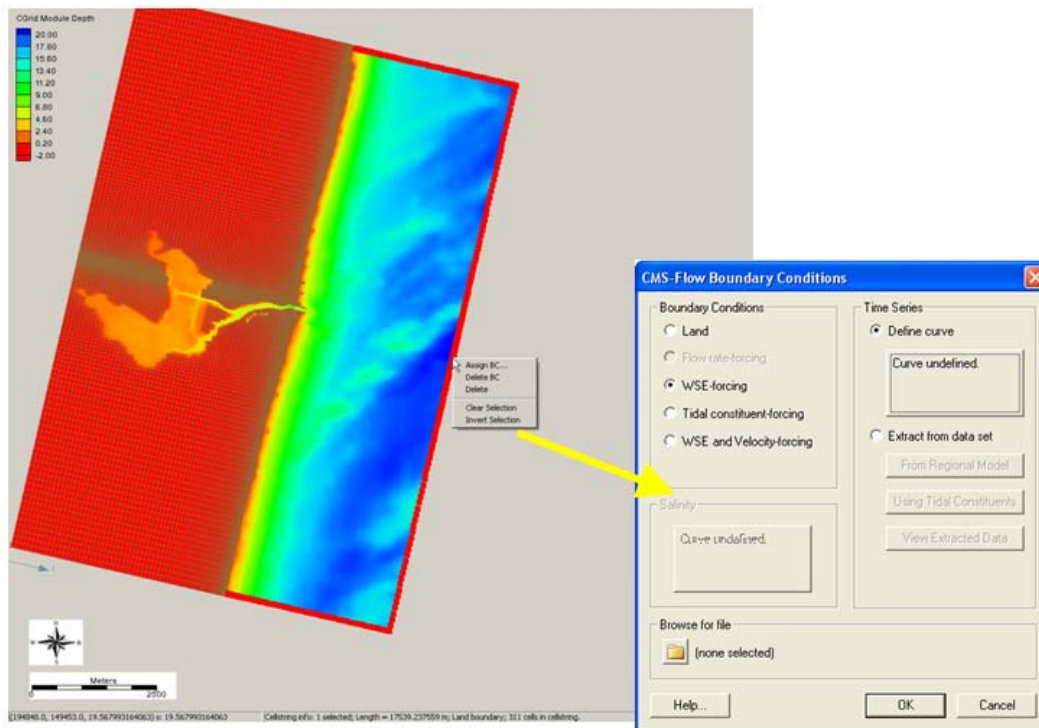 CGrid Module Depth
20.00
17.80
15.60
13.40
11.20
9.00
6.80
4.60
2.40
0.20
-2.00
Assign BC...
Delete BC
Delete
Clear Selection
Invert Selection
CMS-Flow Boundary Conditions
Boundary Conditions
Land
Flow rate-forcing
WSE-forcing
Tidal constituent-forcing
WSE and Velocity-forcing
Salinity
Curve undefined.
Time Series
Define curve
Curve undefined.
Extract from data set
From Regional Model
Using Tidal Constituents
View Extracted Data
Browse for file
(none selected)
Help...
OK
Cancel
N
W
E
S
Meters
0
2500
(194848.0, 149453.0, 19.567993164063) s: 19.567993164063
Cellstring info: 1 selected; Length = 17539.237559 m; Land boundary; 311 cells in cellstring.